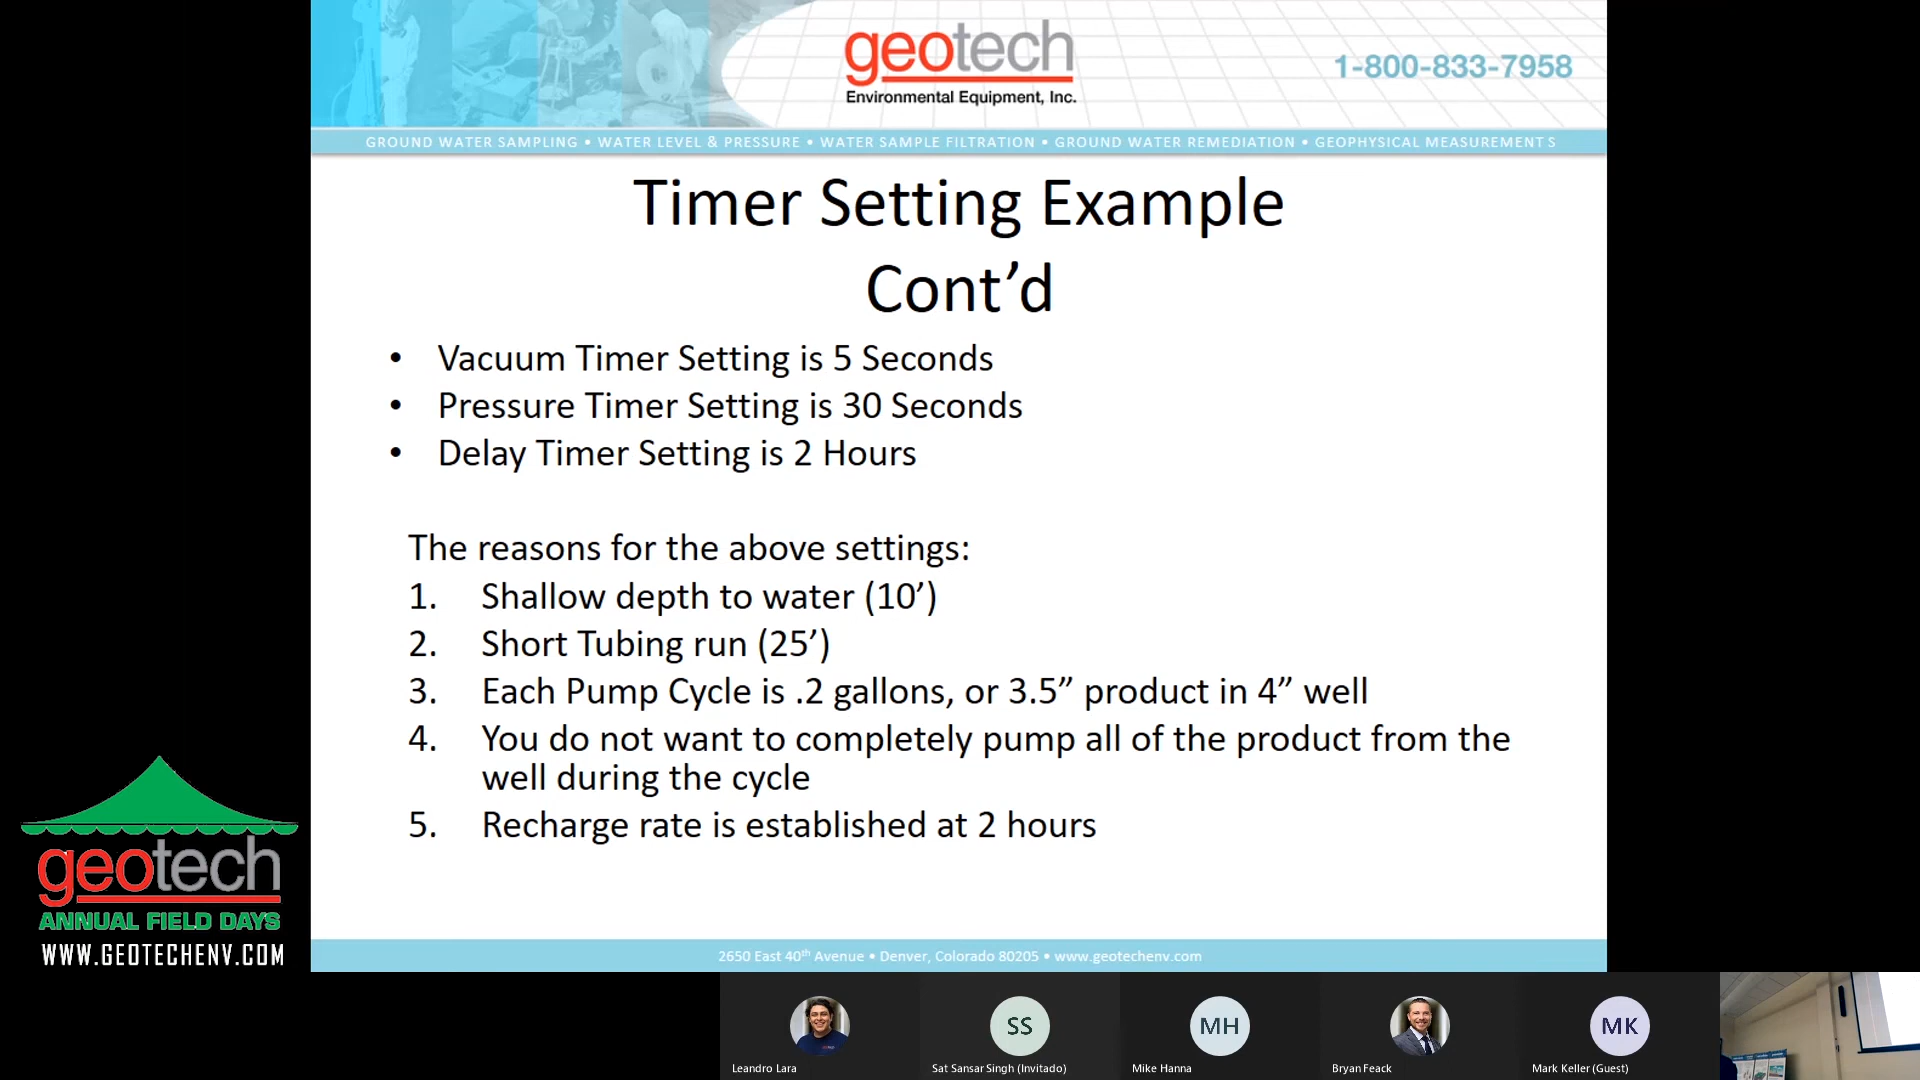 geotech
Environmental Equipment, Inc.
1-800-833-7958
GROUND WATER SAMPLING • WATER LEVEL & PRESSURE • WATER SAMPLE FILTRATION • GROUND WATER REMEDIATION • GEOPHYSICAL MEASUREMENTS
Timer Setting Example
Cont’d
• Vacuum Timer Setting is 5 Seconds
• Pressure Timer Setting is 30 Seconds
• Delay Timer Setting is 2 Hours
The reasons for the above settings:
1. Shallow depth to water (10’)
2. Short Tubing run (25’)
3. Each Pump Cycle is .2 gallons, or 3.5” product in 4” well
4. You do not want to completely pump all of the product from the
well during the cycle
5. Recharge rate is established at 2 hours
geotech
ANNUAL FIELD DAYS
WWW.GEOTECHENV.COM
2650 East 40th Avenue • Denver, Colorado 80205 • www.geotechenv.com
SS
MH
MK
Leandro Lara
Sat Sansar Singh (Invitado)
Mike Hanna
Bryan Feack
Mark Keller (Guest)